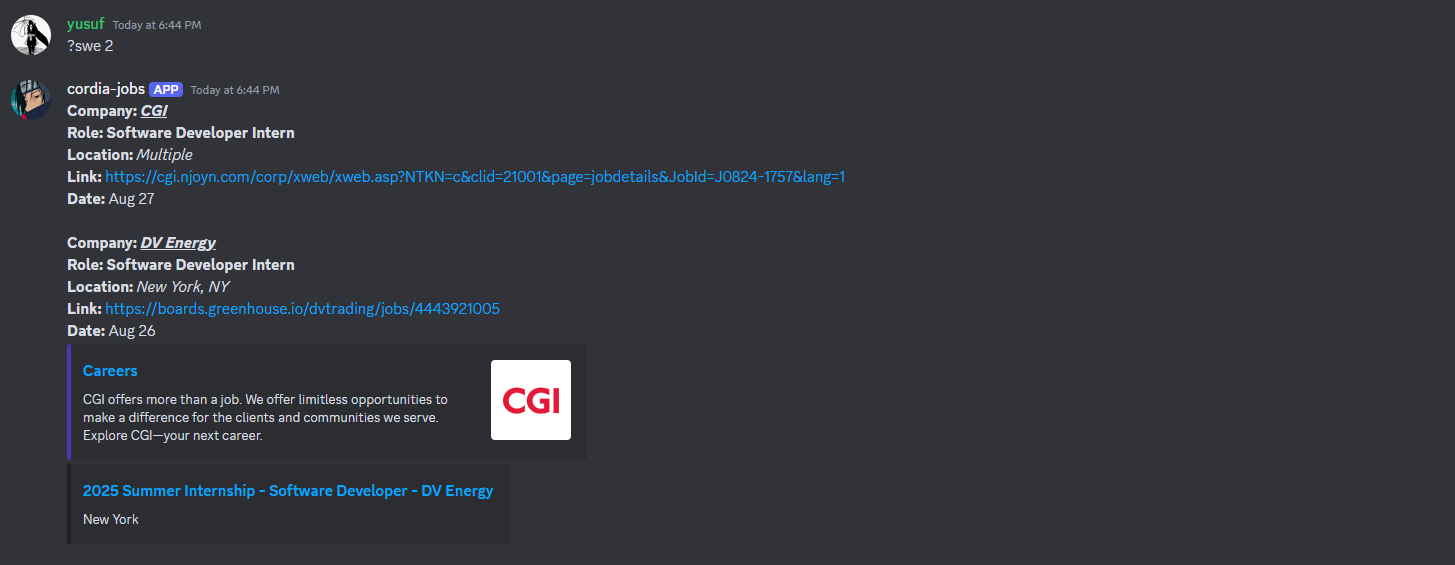 yusuf Today at 6:44 PM
?swe 2
cordia-jobs APP Today at 6:44 PM
Company: CGI
Role: Software Developer Intern
Location: Multiple
Link: https://cgi.njoyn.com/corp/xweb/xweb.asp?NTKN=c&clid=21001&page=jobdetails&JobId=J0824-1757&lang=1
Date: Aug 27
Company: DV Energy
Role: Software Developer Intern
Location: New York, NY
Link: https://boards.greenhouse.io/dvtrading/jobs/4443921005
Date: Aug 26
Careers
CGI offers more than a job. We offer limitless opportunities to
make a difference for the clients and communities we serve.
Explore CGI—your next career.
CGI
2025 Summer Internship - Software Developer - DV Energy
New York